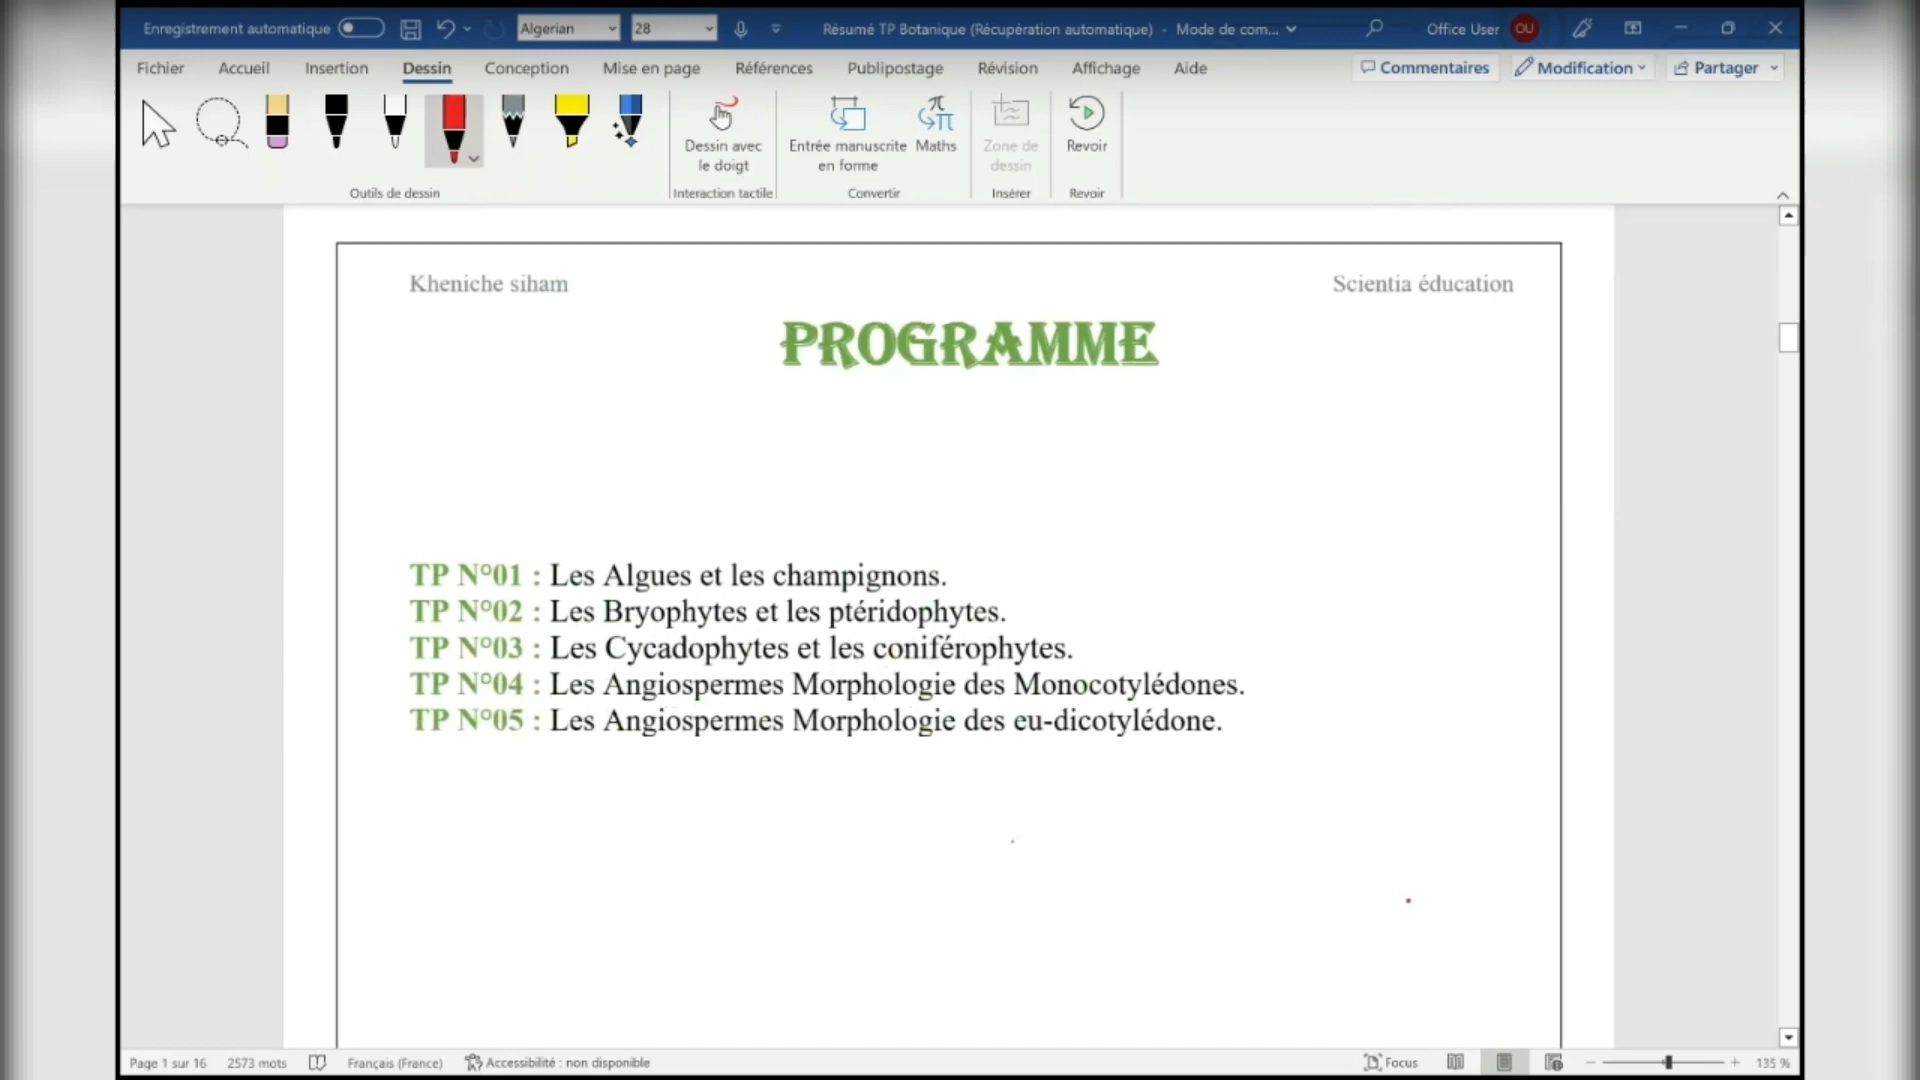 Enregistrement automatique Algerian 28 Résumé TP Botanique (Récupération automatique) - Mode de com... Office User OU
Fichier Accueil Insertion Dessin Conception Mise en page Références Publipostage Révision Affichage Aide Commentaires Modification Partager
Dessin avec le doigt
Entrée manuscrite en forme
Maths
Zone de dessin
Revoir
Outils de dessin Interaction tactile Convertir Insérer Revoir
Kheniche siham Scientia éducation
PROGRAMME
TP N°01 : Les Algues et les champignons.
TP N°02 : Les Bryophytes et les ptéridophytes.
TP N°03 : Les Cycadophytes et les coniférophytes.
TP N°04 : Les Angiospermes Morphologie des Monocotylédones.
TP N°05 : Les Angiospermes Morphologie des eu-dicotylédone.
Page 1 sur 16 2573 mots Français (France) Accessibilité : non disponible Focus 135 %